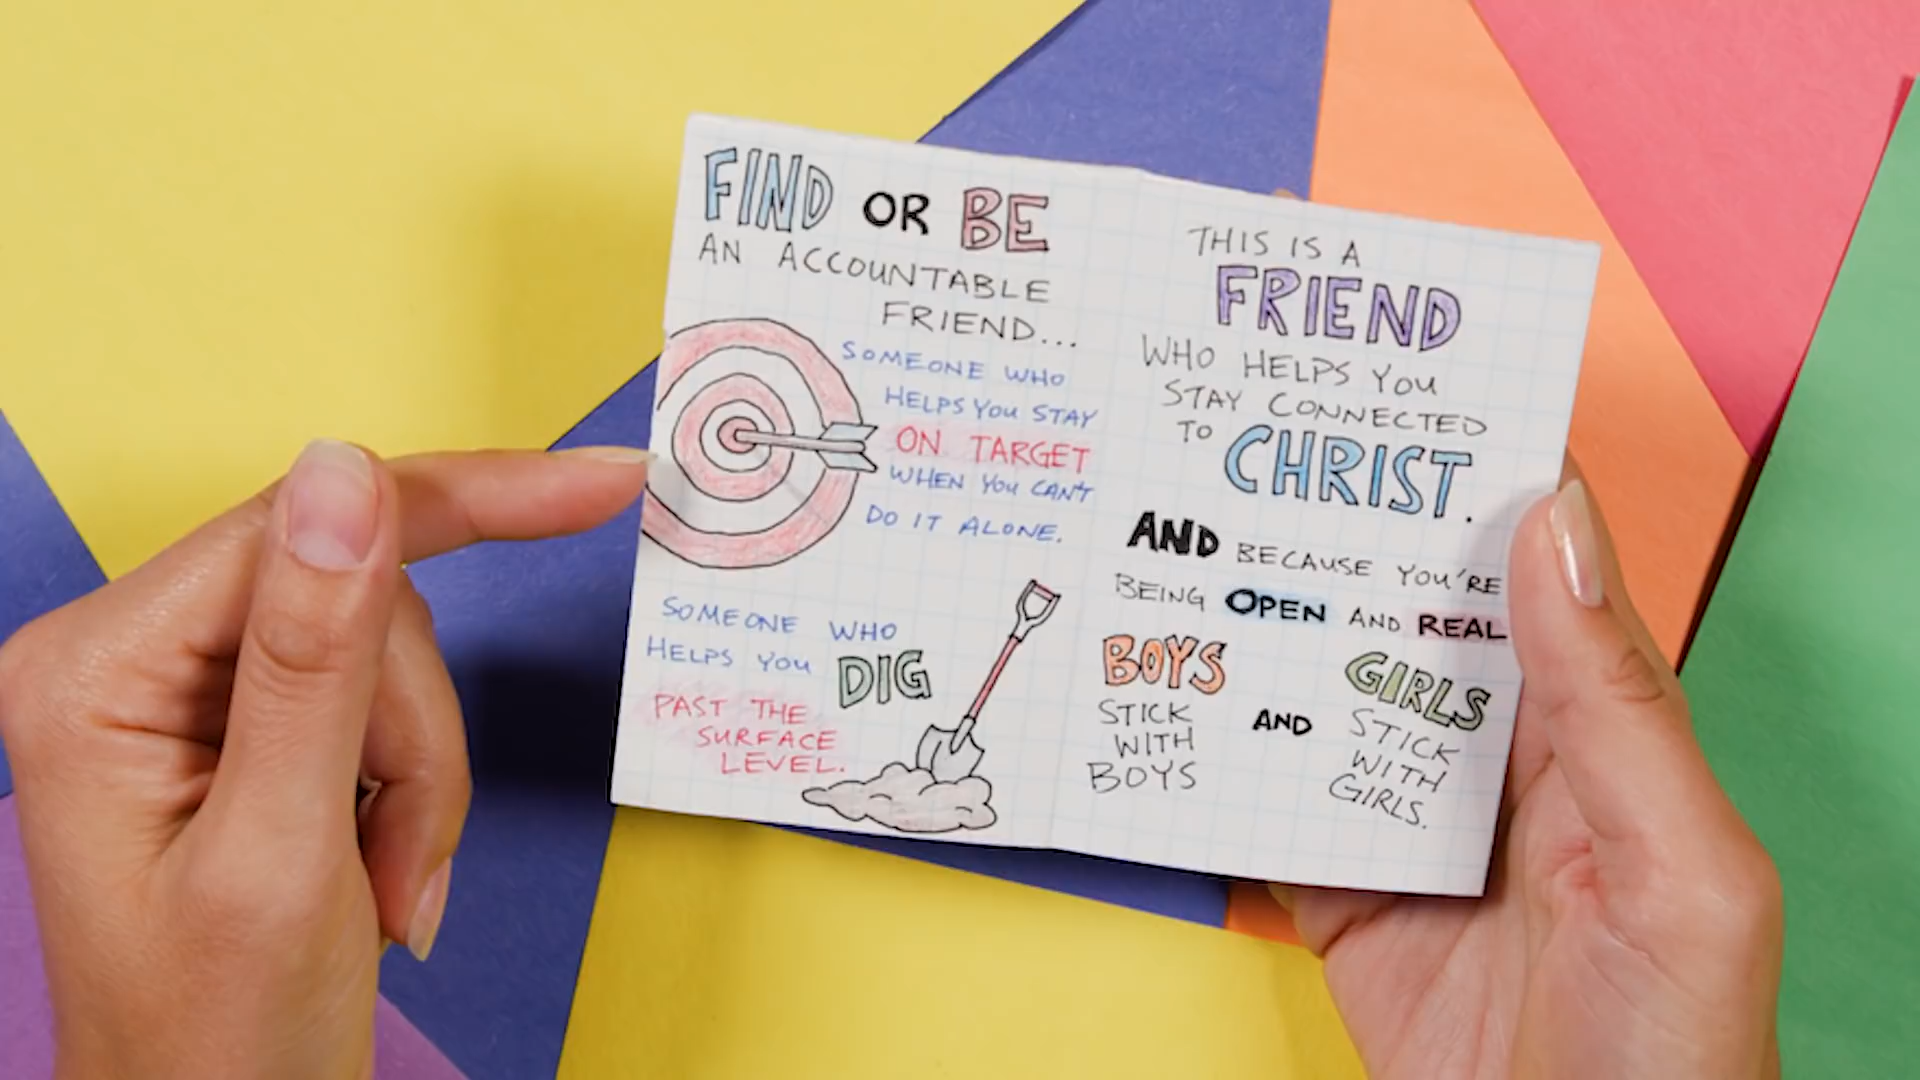 FIND OR BE
AN ACCOUNTABLE
FRIEND...
SOMEONE WHO
HELPS YOU STAY
ON TARGET
WHEN YOU CAN'T
DO IT ALONE.
SOMEONE WHO
HELPS YOU DIG
PAST THE
SURFACE
LEVEL.
THIS IS A
FRIEND
WHO HELPS YOU
STAY CONNECTED
TO CHRIST.
AND BECAUSE YOU'RE
BEING OPEN AND REAL
BOYS
STICK
WITH
BOYS
AND
GIRLS
STICK
WITH
GIRLS.